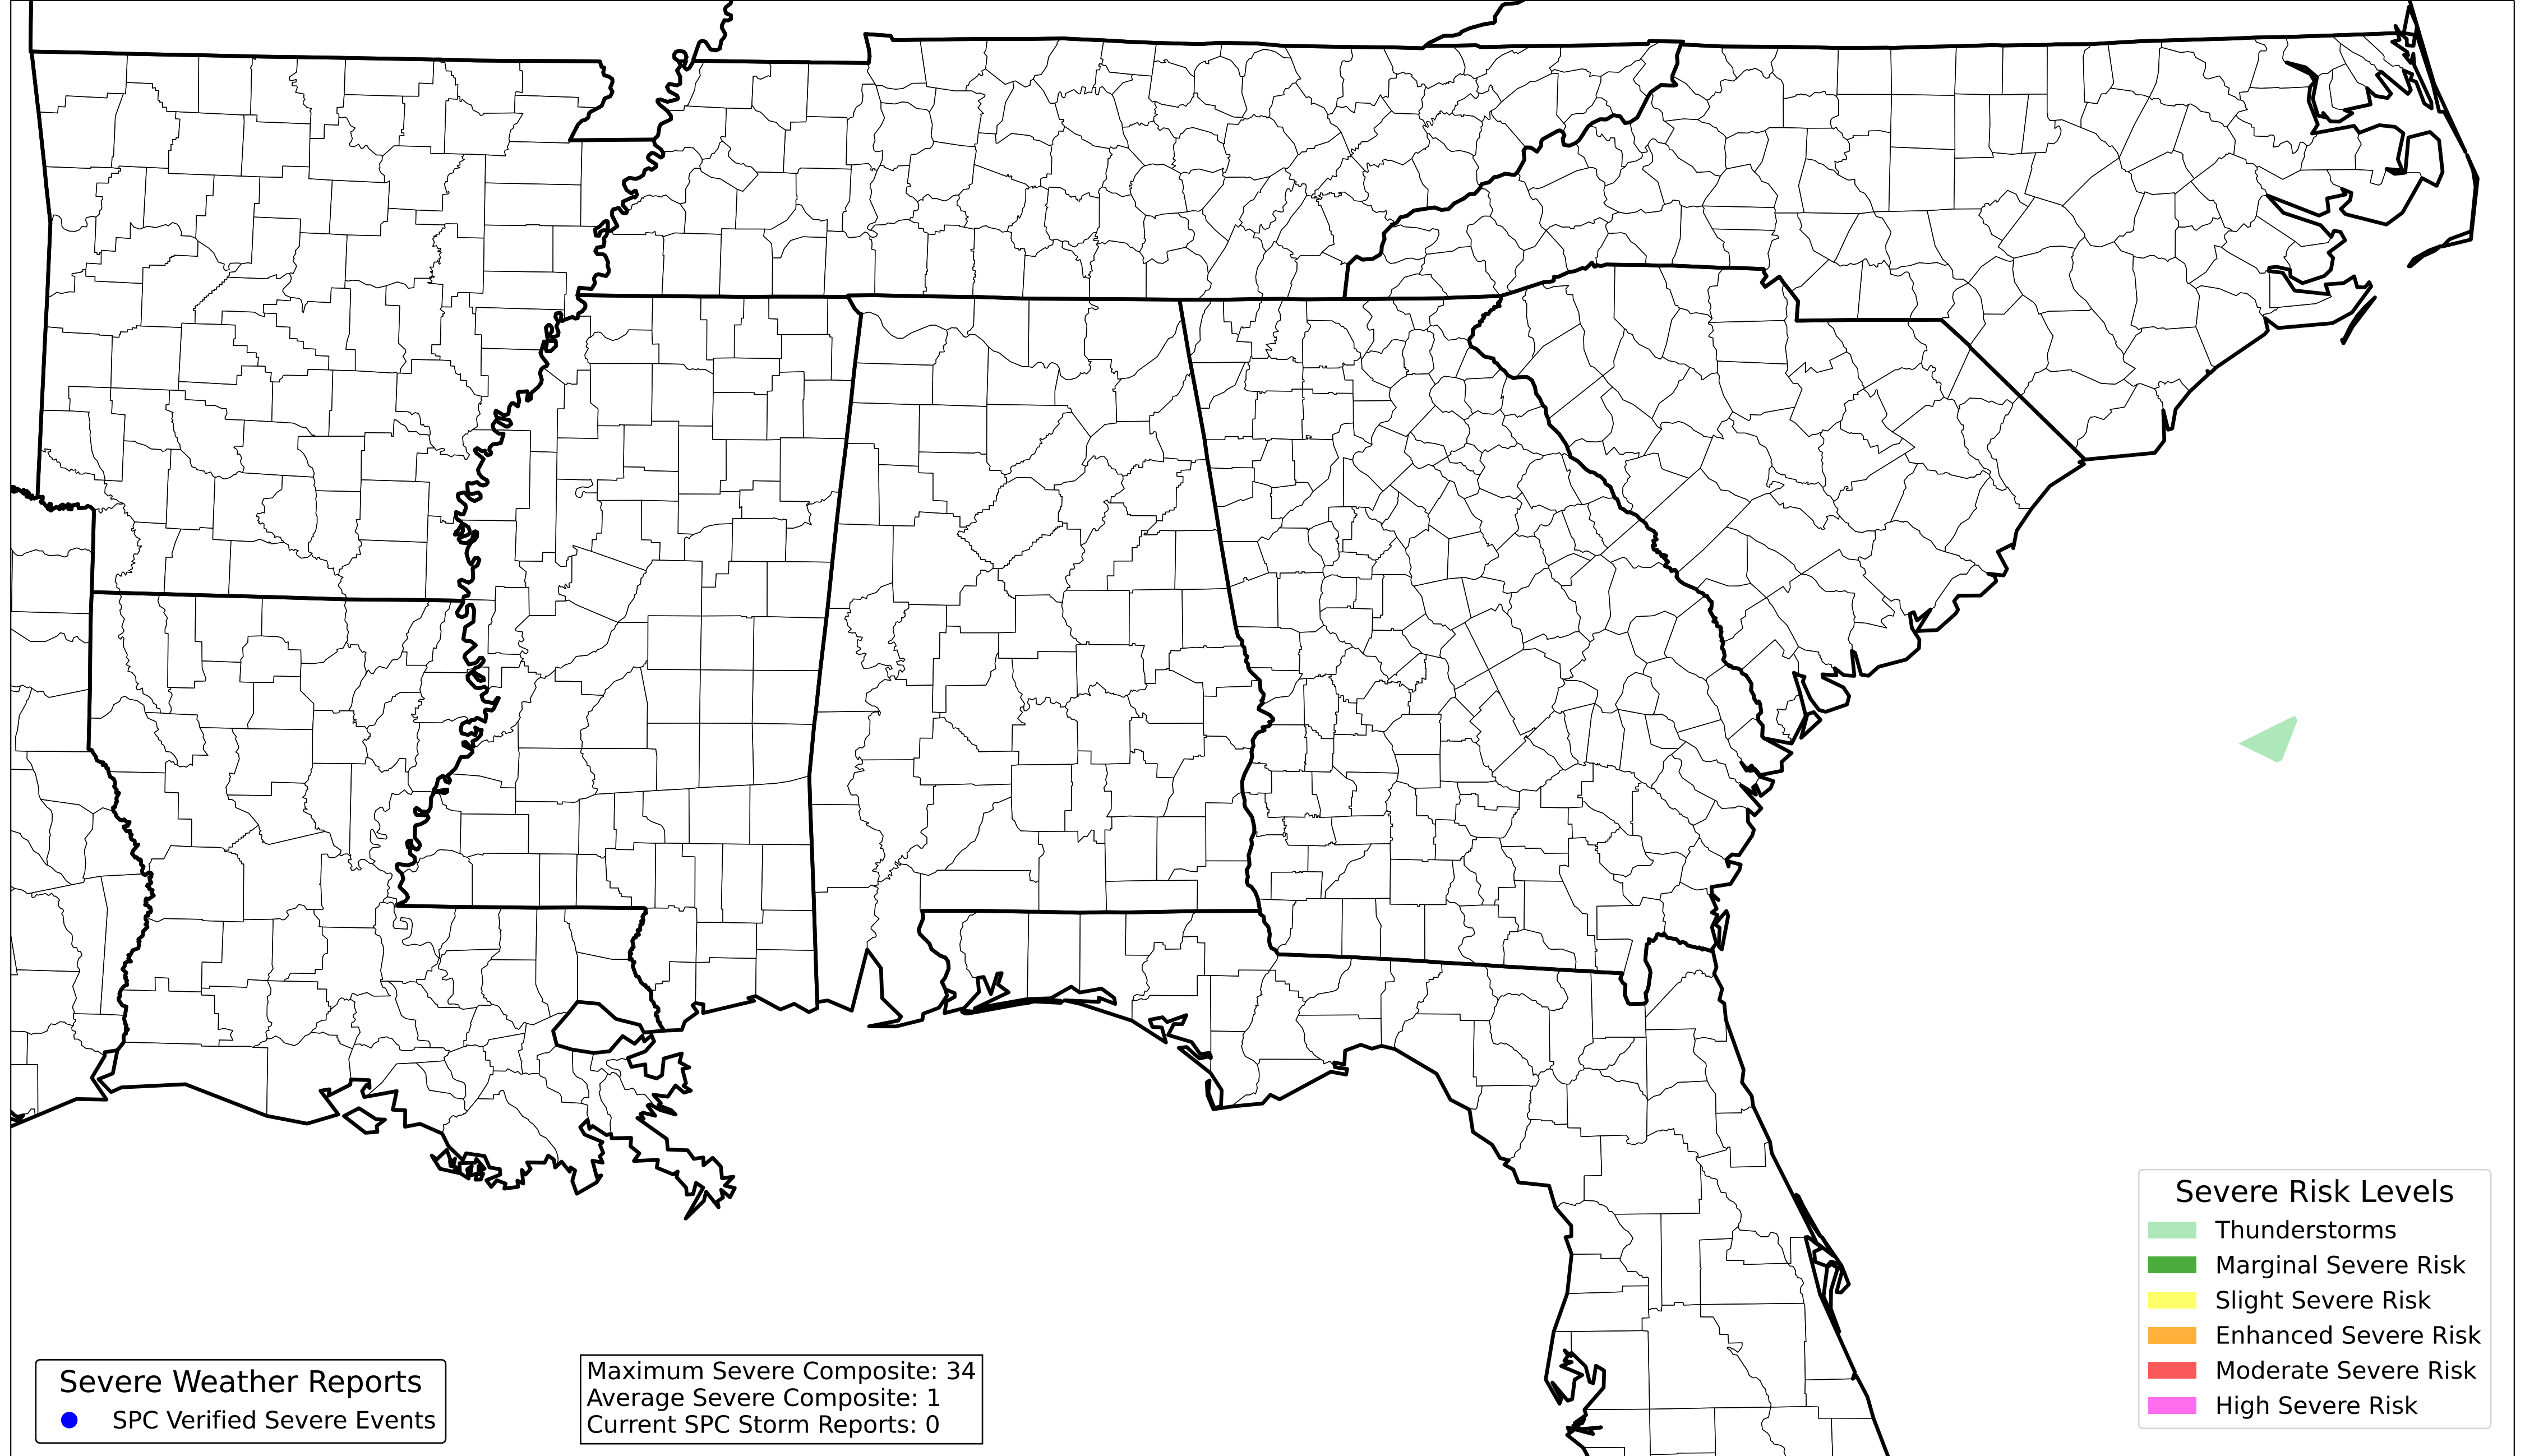 Severe Weather Reports
SPC Verified Severe Events
Maximum Severe Composite: 34
Average Severe Composite: 1
Current SPC Storm Reports: 0
Severe Risk Levels
Thunderstorms
Marginal Severe Risk
Slight Severe Risk
Enhanced Severe Risk
Moderate Severe Risk
High Severe Risk